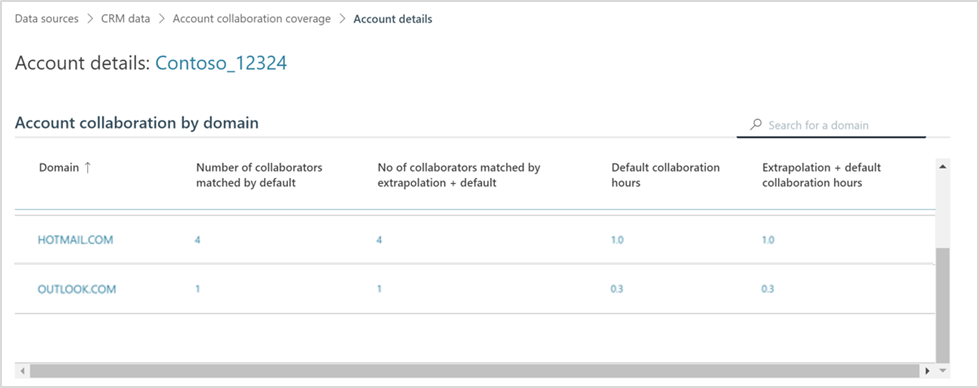 Data sources > CRM data > Account collaboration coverage > Account details
Account details: Contoso_12324
Account collaboration by domain
Search for a domain
Domain ↑ Number of collaborators matched by default No of collaborators matched by extrapolation + default Default collaboration hours Extrapolation + default collaboration hours
HOTMAIL.COM 4 4 1.0 1.0
OUTLOOK.COM 1 1 0.3 0.3